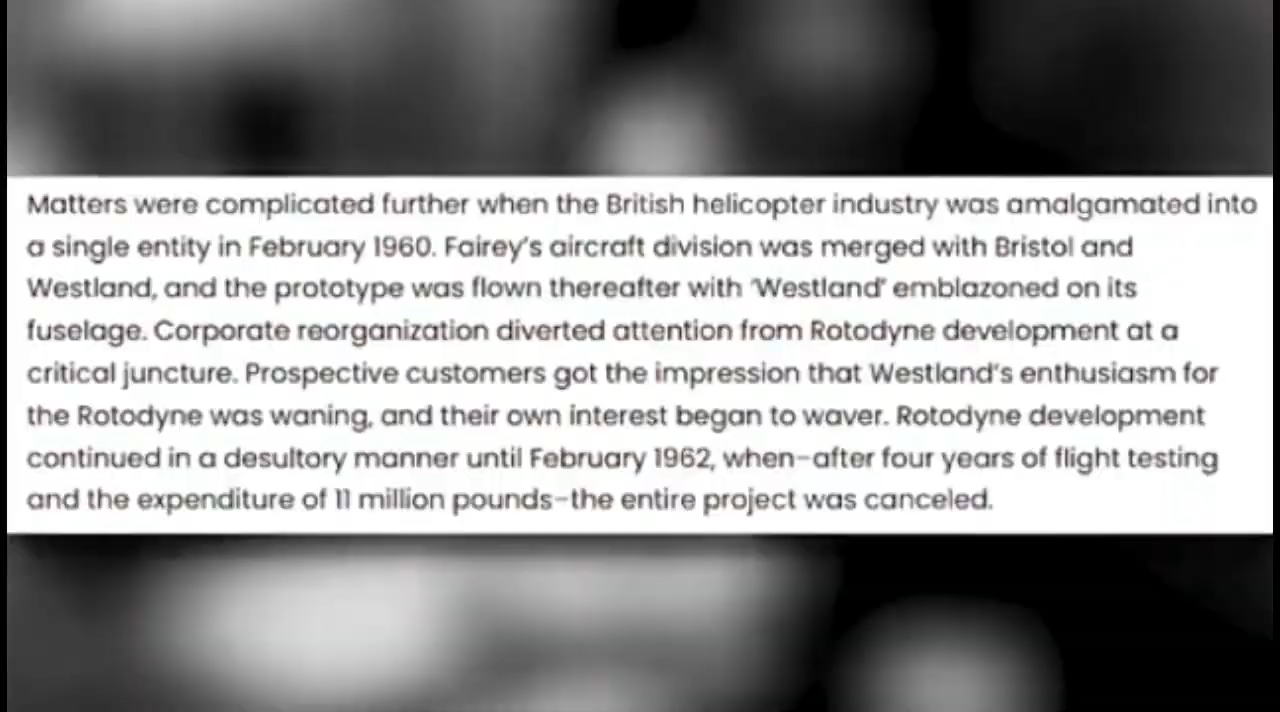 Matters were complicated further when the British helicopter industry was amalgamated into
a single entity in February 1960. Fairey's aircraft division was merged with Bristol and
Westland, and the prototype was flown thereafter with 'Westland' emblazoned on its
fuselage. Corporate reorganization diverted attention from Rotodyne development at a
critical juncture. Prospective customers got the impression that Westland's enthusiasm for
the Rotodyne was waning, and their own interest began to waver. Rotodyne development
continued in a desultory manner until February 1962, when–after four years of flight testing
and the expenditure of 11 million pounds–the entire project was canceled.